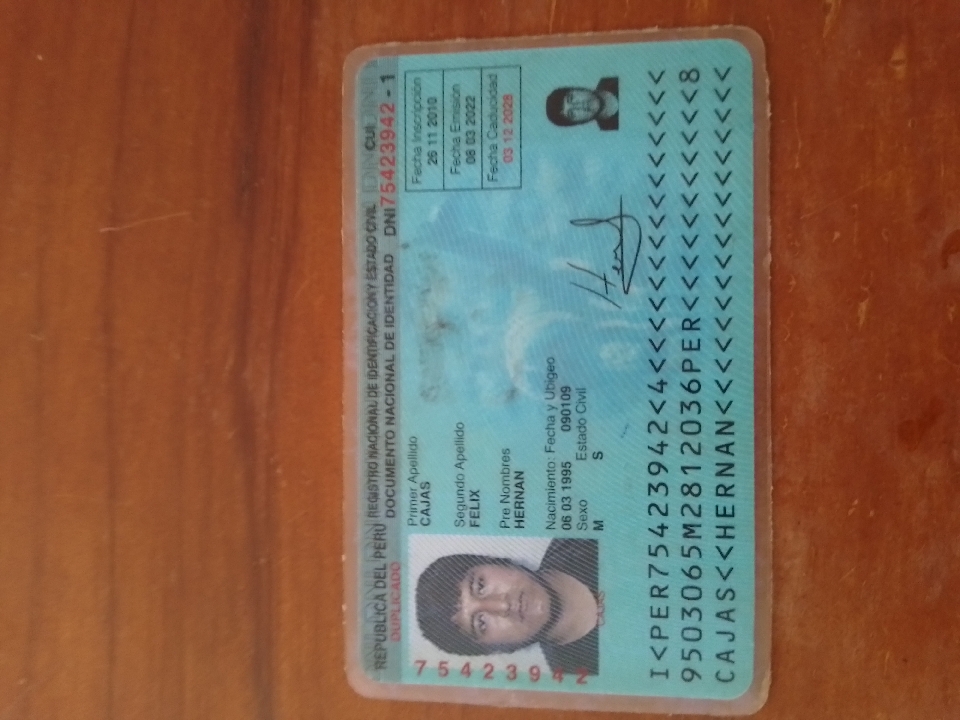 REPUBLICA DEL PERU REGISTRO NACIONAL DE IDENTIFICACION Y ESTADO CIVIL CUI
DUPLICADO DOCUMENTO NACIONAL DE IDENTIDAD DNI 75423942 - 1
Primer Apellido
CAJAS
Segundo Apellido
FELIX
Pre Nombres
HERNAN
Nacimiento: Fecha y Ubigeo
06 03 1995 090109
Sexo Estado Civil
M S
Fecha Inscripción
26 11 2010
Fecha Emisión
08 03 2022
Fecha Caducidad
03 12 2028
75423942
I<PER75423942<4<<<<<<<<<<<<<<<
9503065M2812036PER<<<<<<<<<<<8
CAJAS<<HERNAN<<<<<<<<<<<<<<<<<